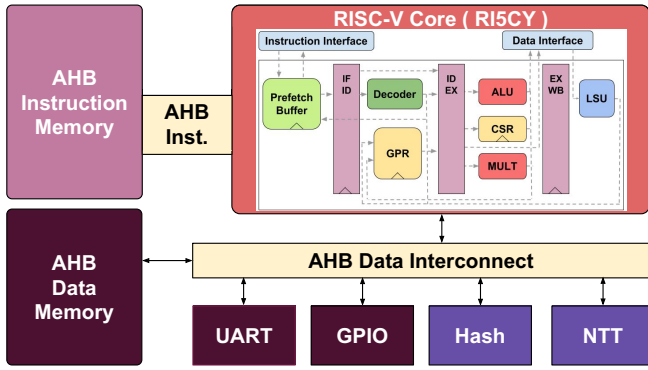 RISC-V Core ( RI5CY )
AHB
Instruction
Memory
AHB
Inst.
Instruction Interface
Data Interface
Prefetch
Buffer
IF
ID
Decoder
ID
EX
ALU
EX
WB
LSU
CSR
GPR
MULT
AHB
Data
Memory
AHB Data Interconnect
UART
GPIO
Hash
NTT